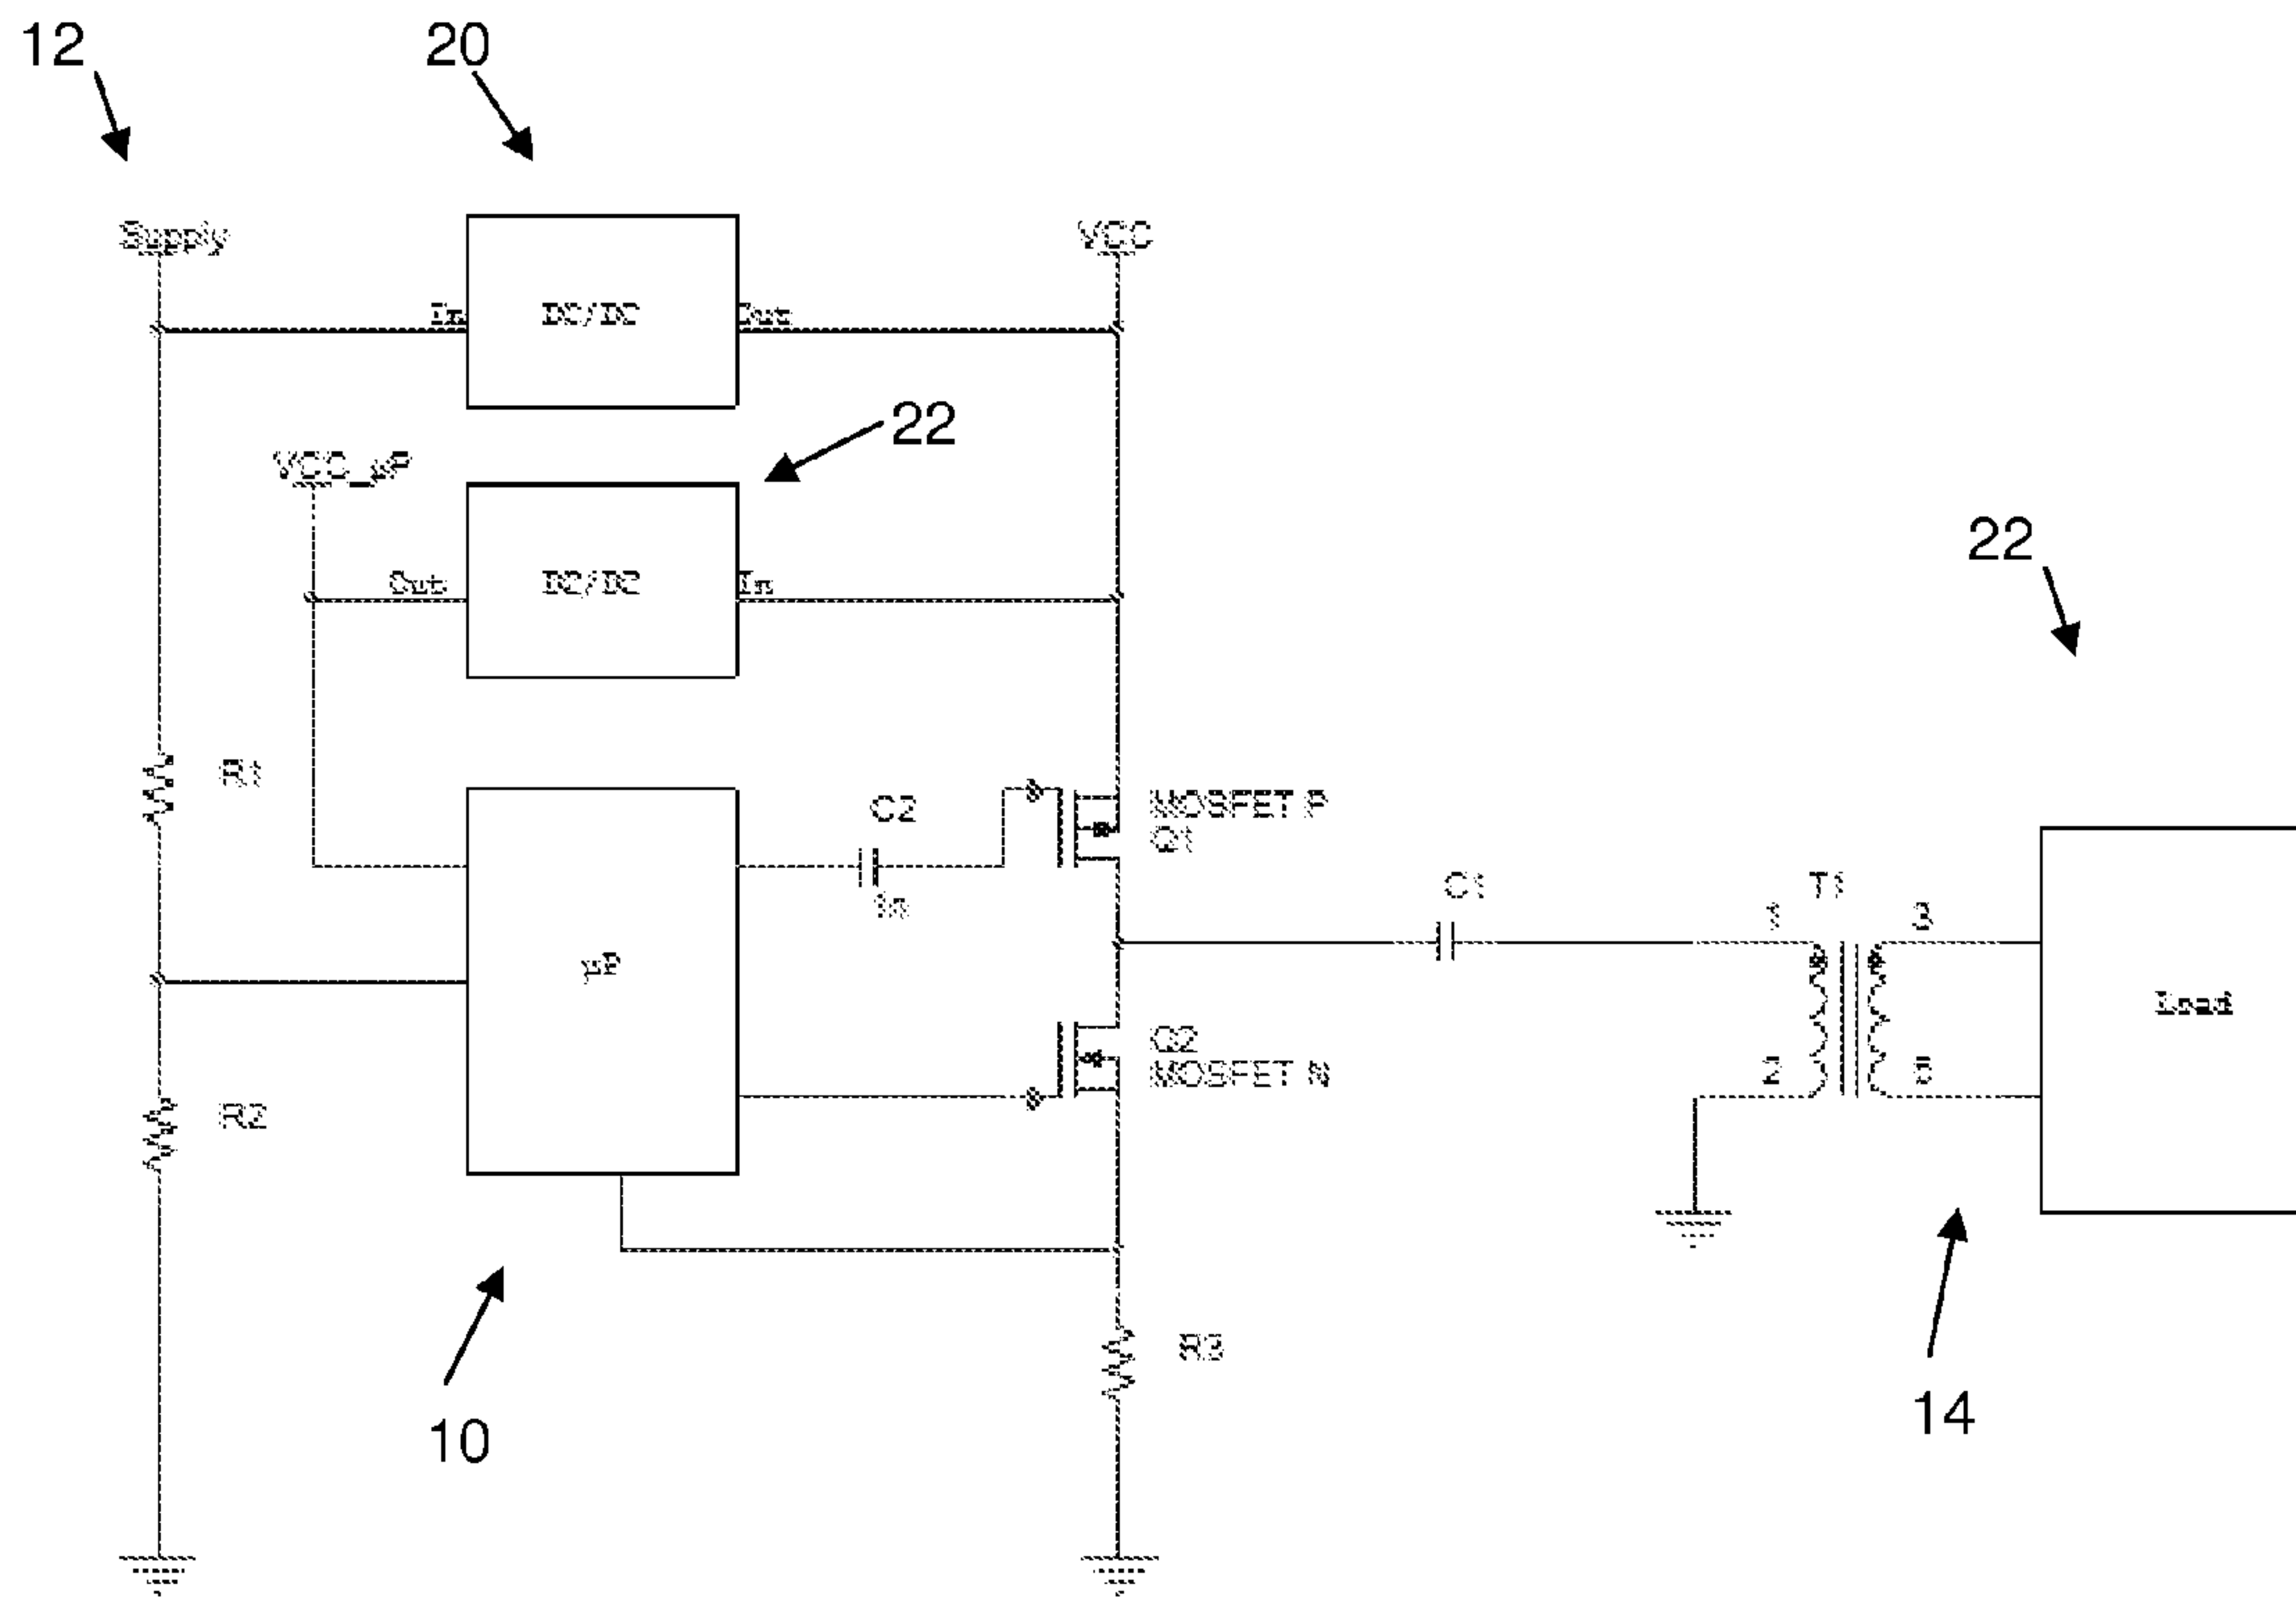 12
20
Supply
VCC
In
DC/DC
Out
22
VCC_µP
Out
DC/DC
In
22
R1
C2
MOSFET P
Q1
1n
C1
T1
1
3
µP
Load
Q2
MOSFET N
2
R2
R3
10
14